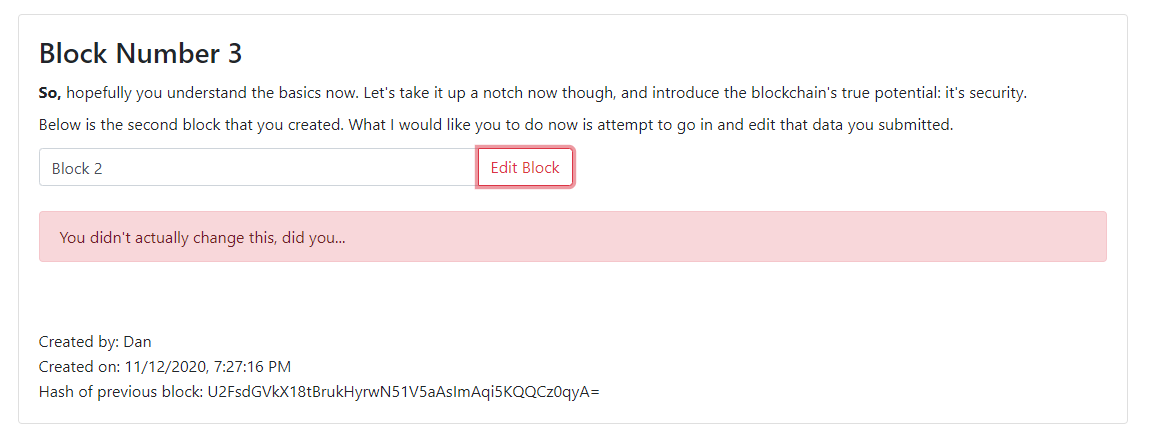 Block Number 3
So, hopefully you understand the basics now. Let's take it up a notch now though, and introduce the blockchain's true potential: it's security.
Below is the second block that you created. What I would like you to do now is attempt to go in and edit that data you submitted.
Block 2
Edit Block
You didn't actually change this, did you...
Created by: Dan
Created on: 11/12/2020, 7:27:16 PM
Hash of previous block: U2FsdGVkX18tBrukHyrwN51V5aAsImAqi5KQQCz0qyA=